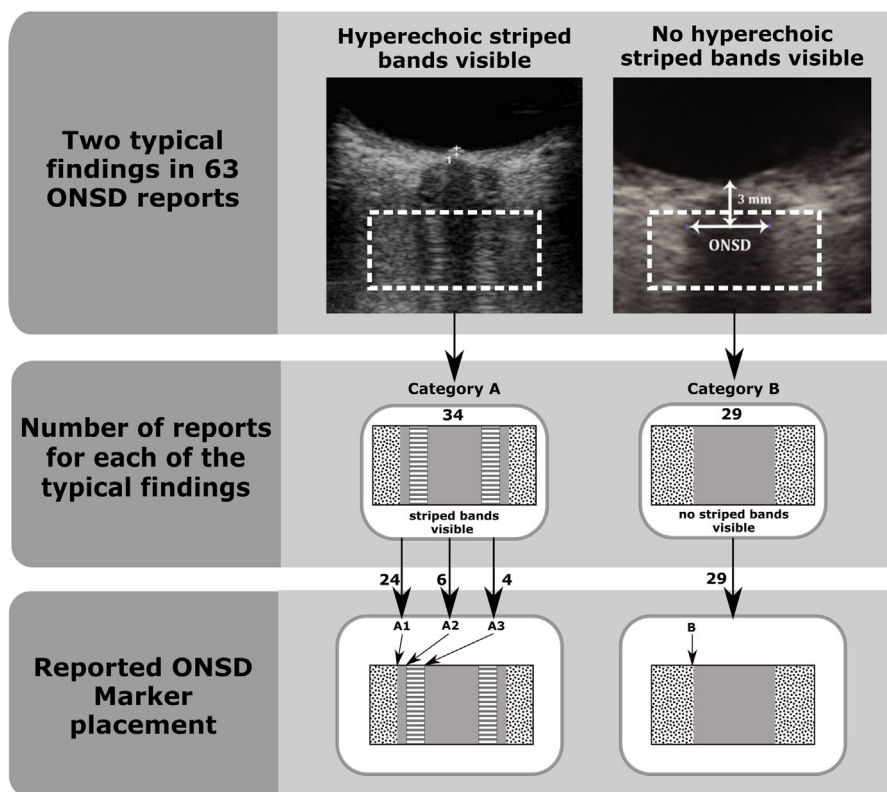 Two typical
findings in 63
ONSD reports
Hyperechoic striped
bands visible
No hyperechoic
striped bands visible
1
3 mm
ONSD
Number of reports
for each of the
typical findings
Category A
34
striped bands
visible
Category B
29
no striped bands
visible
24
6
4
29
Reported ONSD
Marker
placement
A1
A2
A3
B